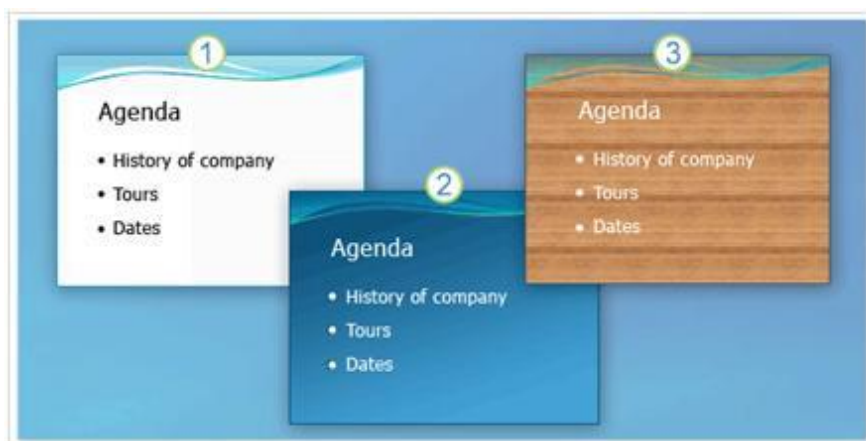 1
Agenda
• History of company
• Tours
• Dates
2
Agenda
• History of company
• Tours
• Dates
3
Agenda
• History of company
• Tours
• Dates